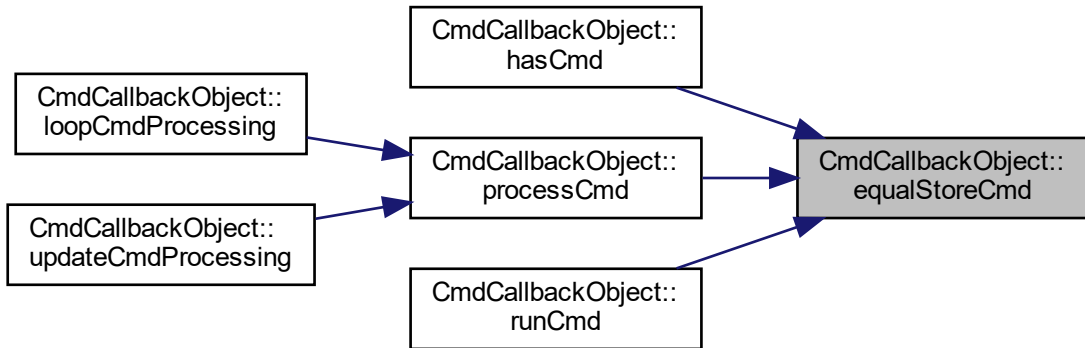 CmdCallbackObject::
hasCmd
CmdCallbackObject::
loopCmdProcessing
CmdCallbackObject::
processCmd
CmdCallbackObject::
equalStoreCmd
CmdCallbackObject::
updateCmdProcessing
CmdCallbackObject::
runCmd